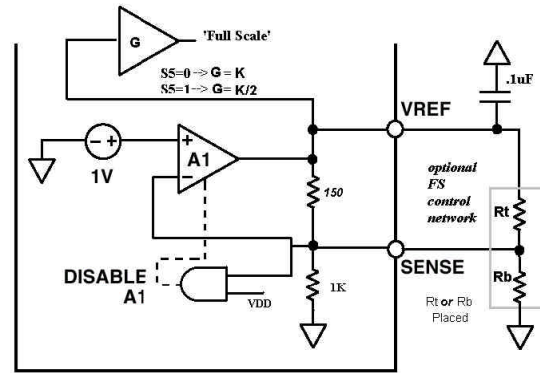 G
'Full Scale'
S5=0 --> G = K
S5=1 --> G = K/2
.1uF
VREF
1V
+
A1
optional
FS
control
network
150
Rt
DISABLE
A1
VDD
1K
SENSE
Rb
Rt or Rb
Placed